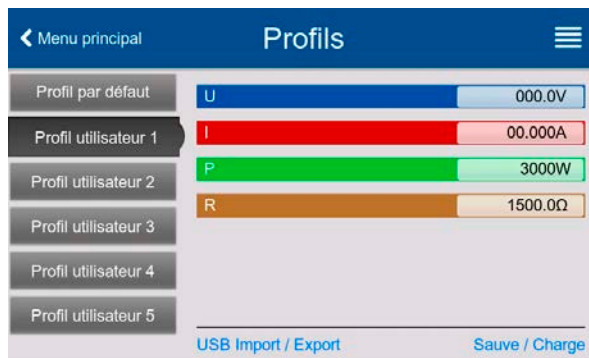 Menu principal
Profils
Profil par défaut
Profil utilisateur 1
Profil utilisateur 2
Profil utilisateur 3
Profil utilisateur 4
Profil utilisateur 5
U 000.0V
I 00.000A
P 3000W
R 1500.0Ω
USB Import / Export
Sauve / Charge